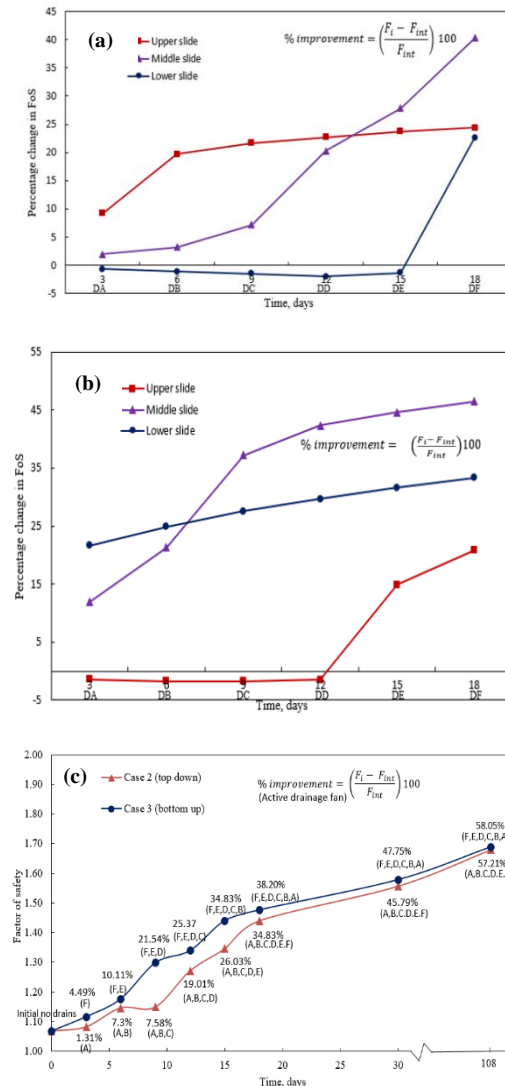 (a)
Upper slide
Middle slide
Lower slide
% improvement = ((F_i − F_int)/F_int) 100
Percentage change in FoS
45
40
35
30
25
20
15
10
5
0
-5
3 6 9 12 15 18
DA DB DC DD DE DF
Time, days
(b)
Upper slide
Middle slide
Lower slide
% improvement = ((F_i − F_int)/F_int)100
Percentage change in FoS
55
45
35
25
15
5
-5
3 6 9 12 15 18
DA DB DC DD DE DF
Time, days
(c)
Case 2 (top down)
Case 3 (bottom up)
% improvement = ((F_i − F_int)/F_int)100
(Active drainage fan)
Factor of safety
2.00
1.90
1.80
1.70
1.60
1.50
1.40
1.30
1.20
1.10
1.00
Initial no drains
4.49%
(F)
10.11%
(F,E)
21.54%
(F,E,D)
25.37
(F,E,D,C)
34.83%
(F,E,D,C,B)
38.20%
(F,E,D,C,B,A)
47.75%
(F,E,D,C,B,A)
58.05%
(F,E,D,C,B,A)
1.31%
(A)
7.3%
(A,B)
7.58%
(A,B,C)
19.01%
(A,B,C,D)
26.03%
(A,B,C,D,E)
34.83%
(A,B,C,D,E.F)
45.79%
(A,B,C.D.E.F)
57.21%
0 5 10 15 20 25 30 108
Time, days